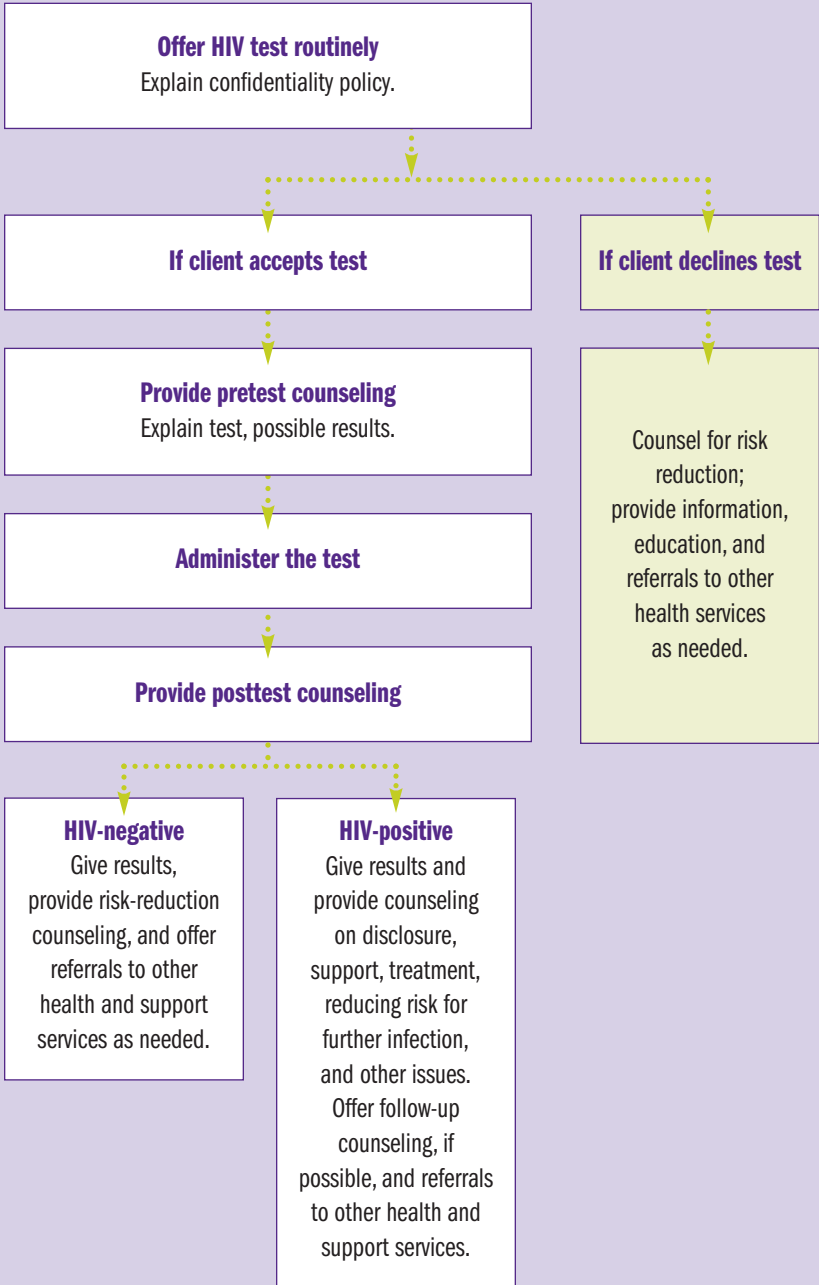 Offer HIV test routinely
Explain confidentiality policy.
If client accepts test
If client declines test
Provide pretest counseling
Explain test, possible results.
Counsel for risk
reduction;
provide information,
education, and
referrals to other
health services
as needed.
Administer the test
Provide posttest counseling
HIV-negative
Give results,
provide risk-reduction
counseling, and offer
referrals to other
health and support
services as needed.
HIV-positive
Give results and
provide counseling
on disclosure,
support, treatment,
reducing risk for
further infection,
and other issues.
Offer follow-up
counseling, if
possible, and referrals
to other health and
support services.